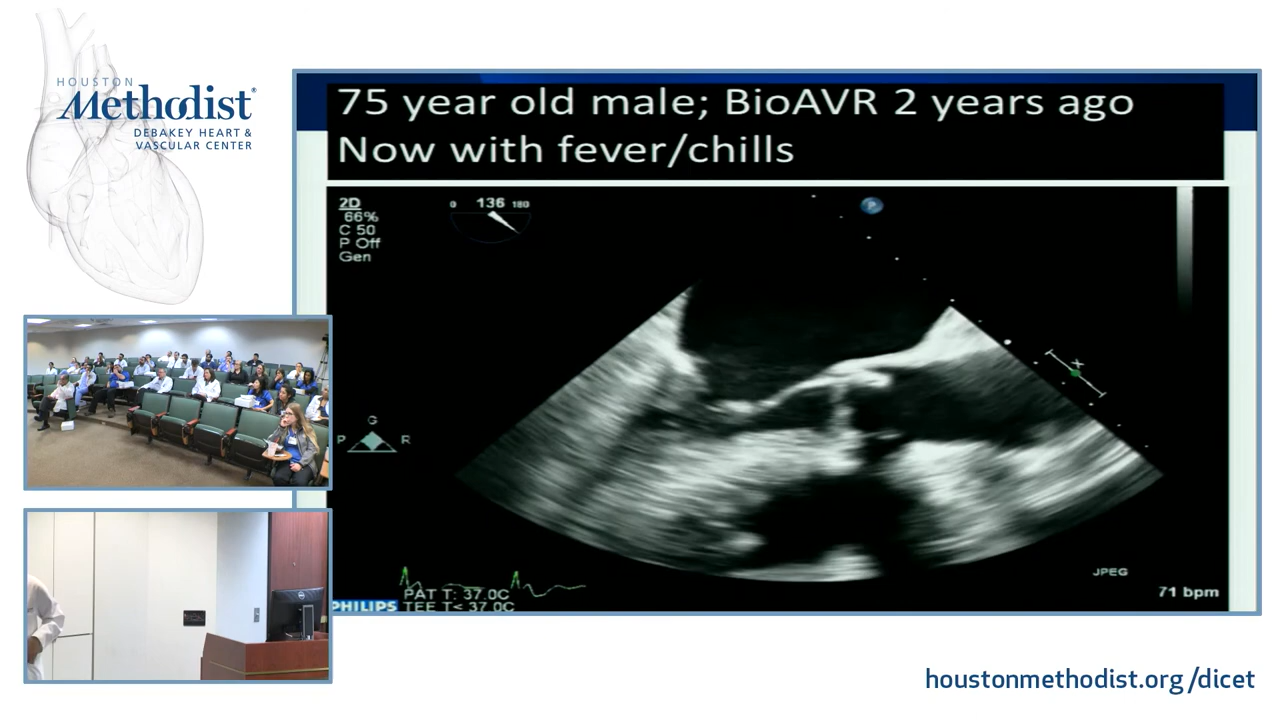 HOUSTON
Methodist®
DEBAKEY HEART &
VASCULAR CENTER
75 year old male; BioAVR 2 years ago
Now with fever/chills
2D
66%
C 50
P Off
Gen
0 136 180
P
G
P R
x
JPEG
71 bpm
PAT T: 37.0C
PHILIPS TEE T< 37.0C
houstonmethodist.org/dicet